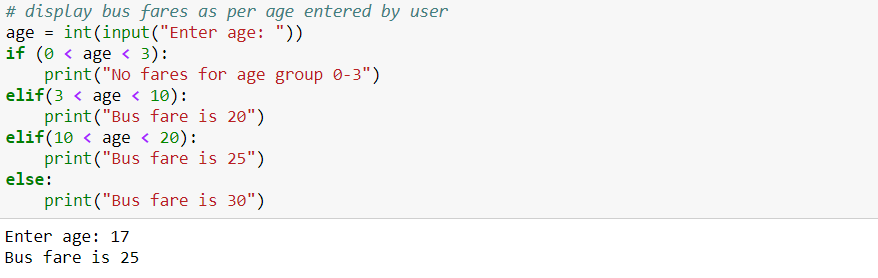 # display bus fares as per age entered by user
age = int(input("Enter age: "))
if (0 < age < 3):
    print("No fares for age group 0-3")
elif(3 < age < 10):
    print("Bus fare is 20")
elif(10 < age < 20):
    print("Bus fare is 25")
else:
    print("Bus fare is 30")
Enter age: 17
Bus fare is 25